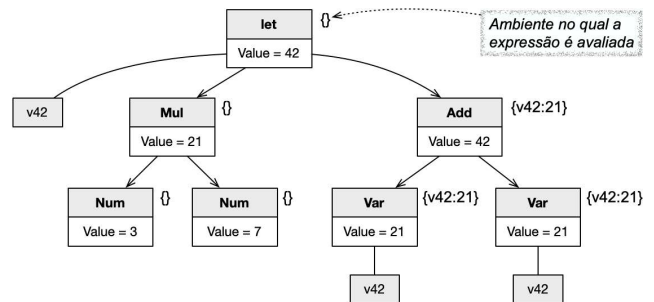 let
{}
Ambiente no qual a
expressão é avaliada
Value = 42
v42
Mul
{}
Value = 21
Add
{v42:21}
Value = 42
Num
{}
Value = 3
Num
{}
Value = 7
Var
{v42:21}
Value = 21
Var
{v42:21}
Value = 21
v42
v42